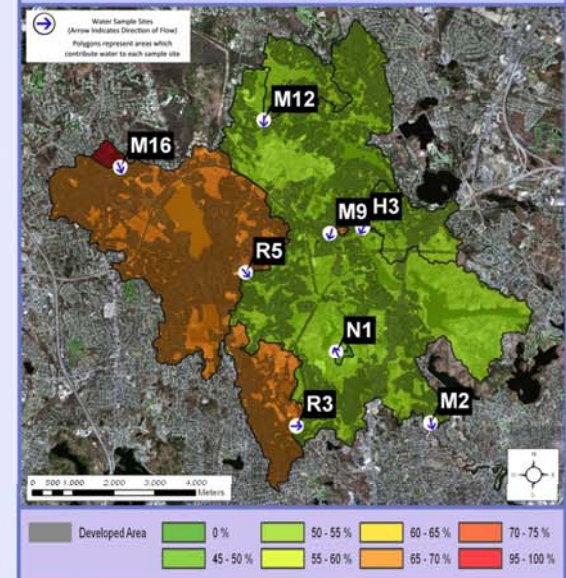 Water Sample Sites
(Arrow Indicates Direction of Flow)
Polygons represent areas which
contribute water to each sample site
M12
M16
M9
H3
R5
N1
R3
M2
0 500 1,000 2,000 3,000 4,000
Meters
N
S
Developed Area
0 %
50 - 55 %
60 - 65 %
70 - 75 %
45 - 50 %
55 - 60 %
65 - 70 %
95 - 100 %